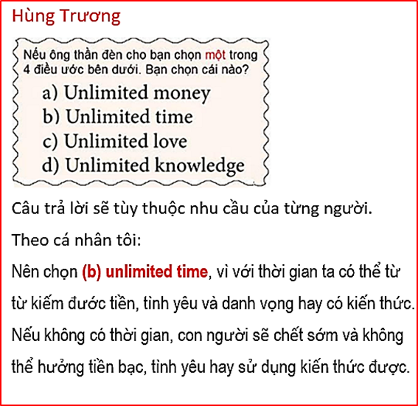 Hùng Trương
Nếu ông thần đèn cho bạn chọn một trong
4 điều ước bên dưới. Bạn chọn cái nào?
a) Unlimited money
b) Unlimited time
c) Unlimited love
d) Unlimited knowledge
Câu trả lời sẽ tùy thuộc nhu cầu của từng người.
Theo cá nhân tôi:
Nên chọn (b) unlimited time, vì với thời gian ta có thể từ
từ kiếm đước tiền, tình yêu và danh vọng hay có kiến thức.
Nếu không có thời gian, con người sẽ chết sớm và không
thể hưởng tiền bạc, tình yêu hay sử dụng kiến thức được.